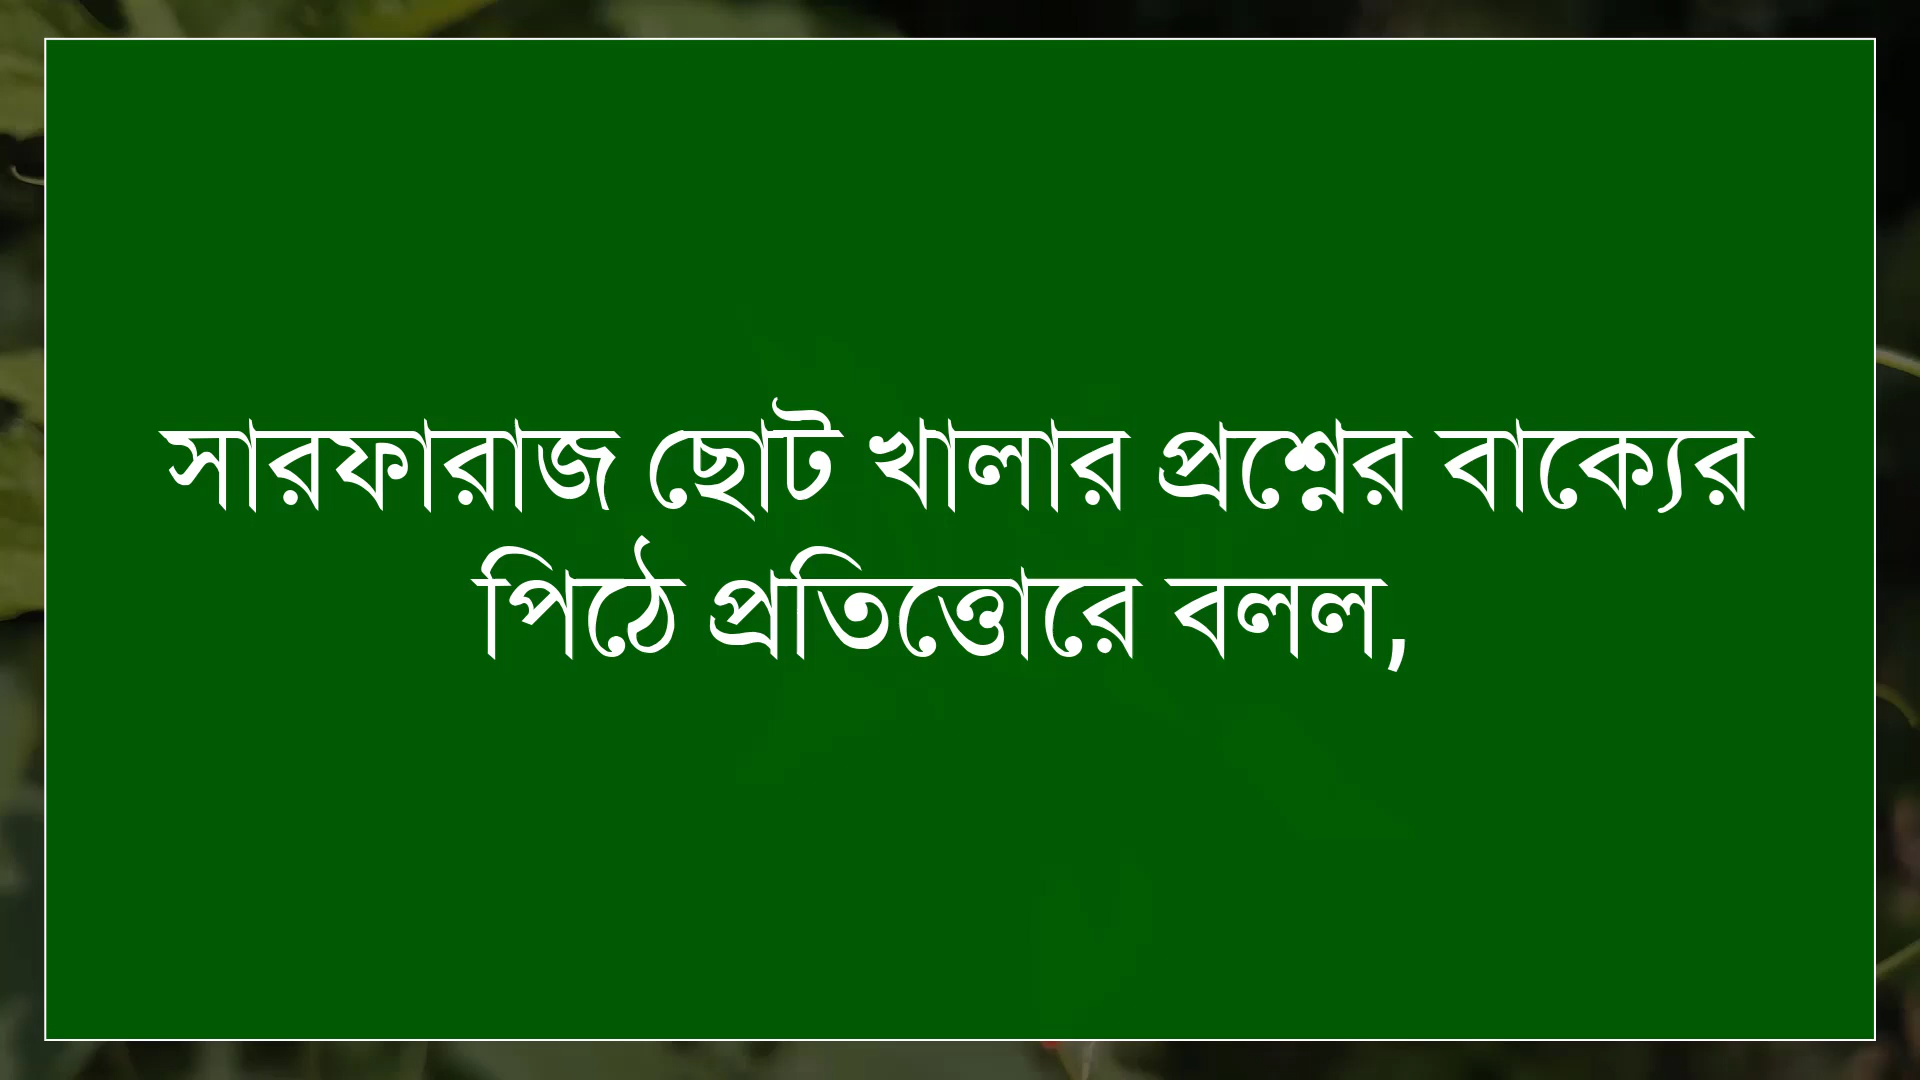 সারফারাজ ছোট খালার প্রশ্নের বাক্যের
পিঠে প্রতিত্তোরে বলল,